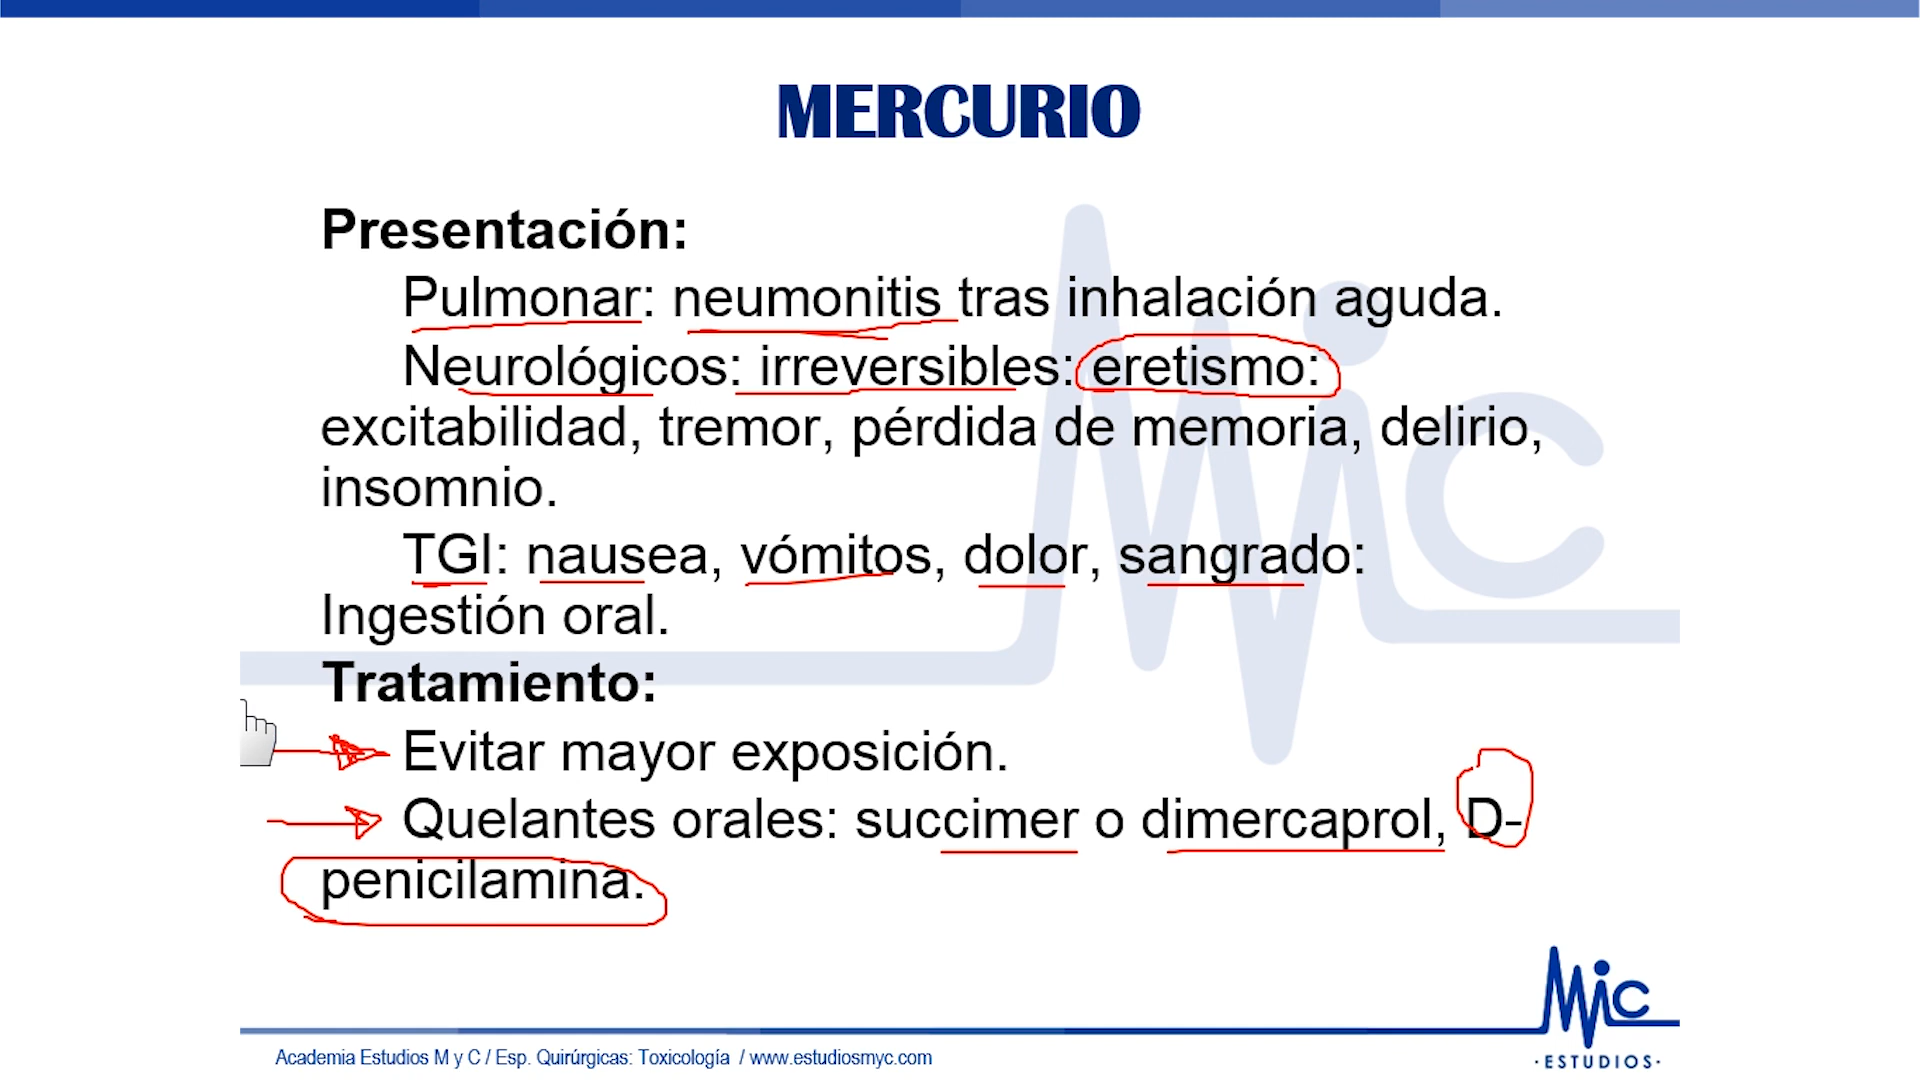 MERCURIO
Presentación:
Pulmonar: neumonitis tras inhalación aguda.
Neurológicos: irreversibles: eretismo:
excitabilidad, tremor, pérdida de memoria, delirio,
insomnio.
TGI: nausea, vómitos, dolor, sangrado:
Ingestión oral.
Tratamiento:
Evitar mayor exposición.
Quelantes orales: succimer o dimercaprol, D-
penicilamina.
MiC
MiC
·ESTUDIOS·
Academia Estudios M y C / Esp. Quirúrgicas: Toxicología / www.estudiosmyc.com